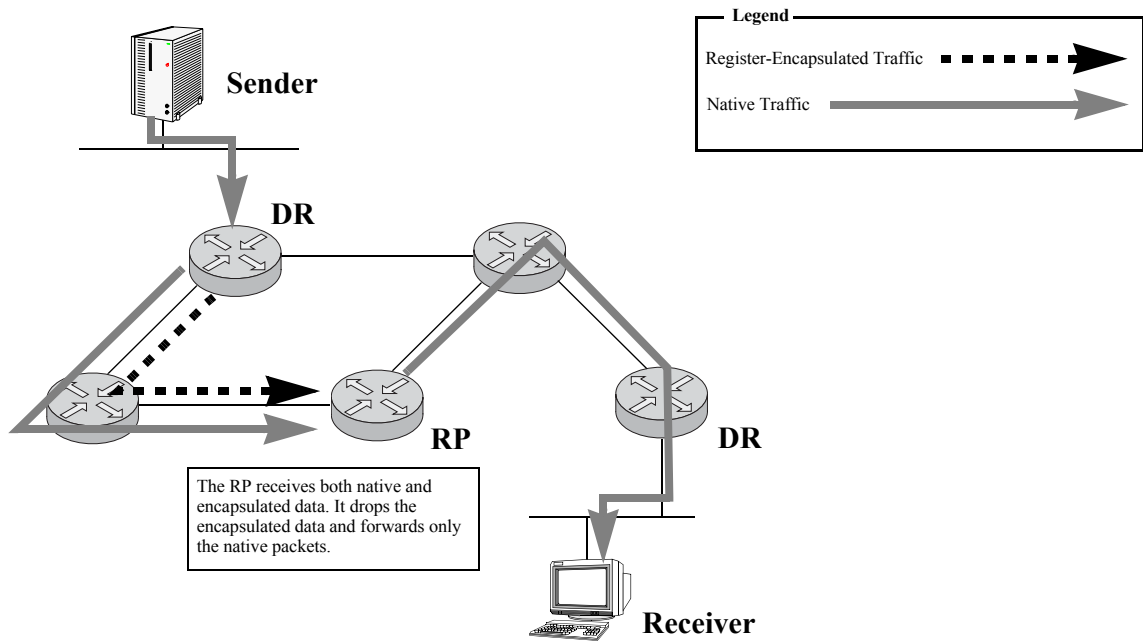 Legend
Register-Encapsulated Traffic
Native Traffic
Sender
DR
RP
DR
The RP receives both native and
encapsulated data. It drops the
encapsulated data and forwards only
the native packets.
Receiver